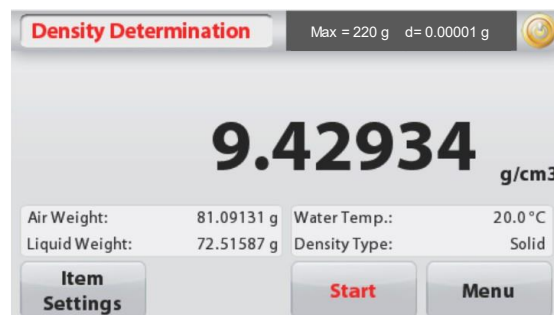 Density Determination Max = 220 g d= 0.00001 g
9.42934 g/cm3
Air Weight: 81.09131 g Water Temp.: 20.0°C
Liquid Weight: 72.51587 g Density Type: Solid
Item Settings Start Menu